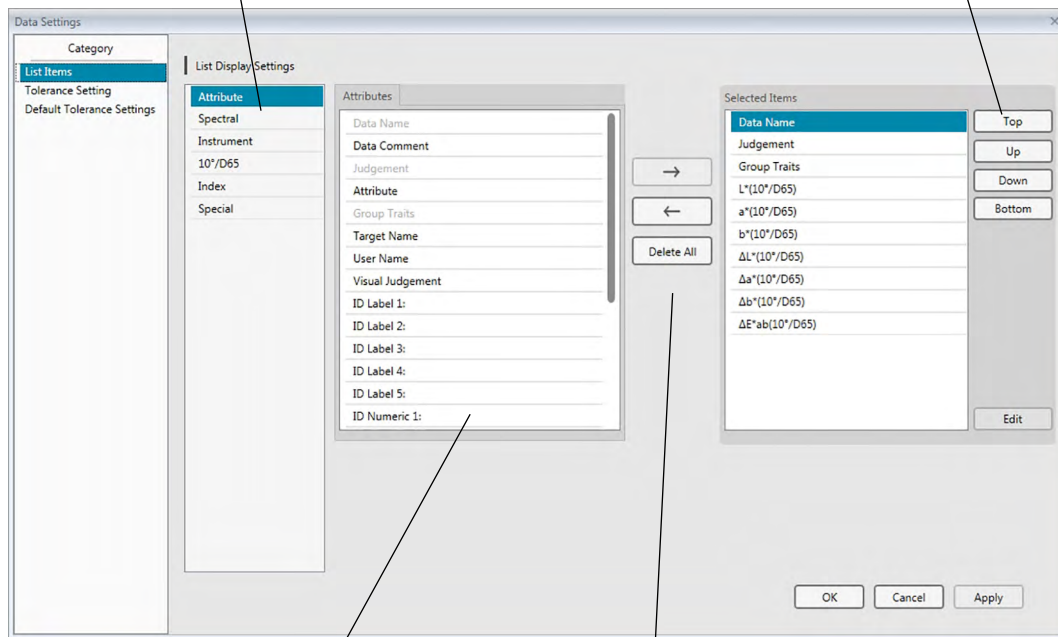 Data Settings
Category
List Items
Tolerance Setting
Default Tolerance Settings
List Display Settings
Attribute
Spectral
Instrument
10°/D65
Index
Special
Attributes
Data Name
Data Comment
Judgement
Attribute
Group Traits
Target Name
User Name
Visual Judgement
ID Label 1:
ID Label 2:
ID Label 3:
ID Label 4:
ID Label 5:
ID Numeric 1:
→
←
Delete All
Selected Items
Data Name
Judgement
Group Traits
L*(10°/D65)
a*(10°/D65)
b*(10°/D65)
ΔL*(10°/D65)
Δa*(10°/D65)
Δb*(10°/D65)
ΔE*ab(10°/D65)
Top
Up
Down
Bottom
Edit
OK
Cancel
Apply